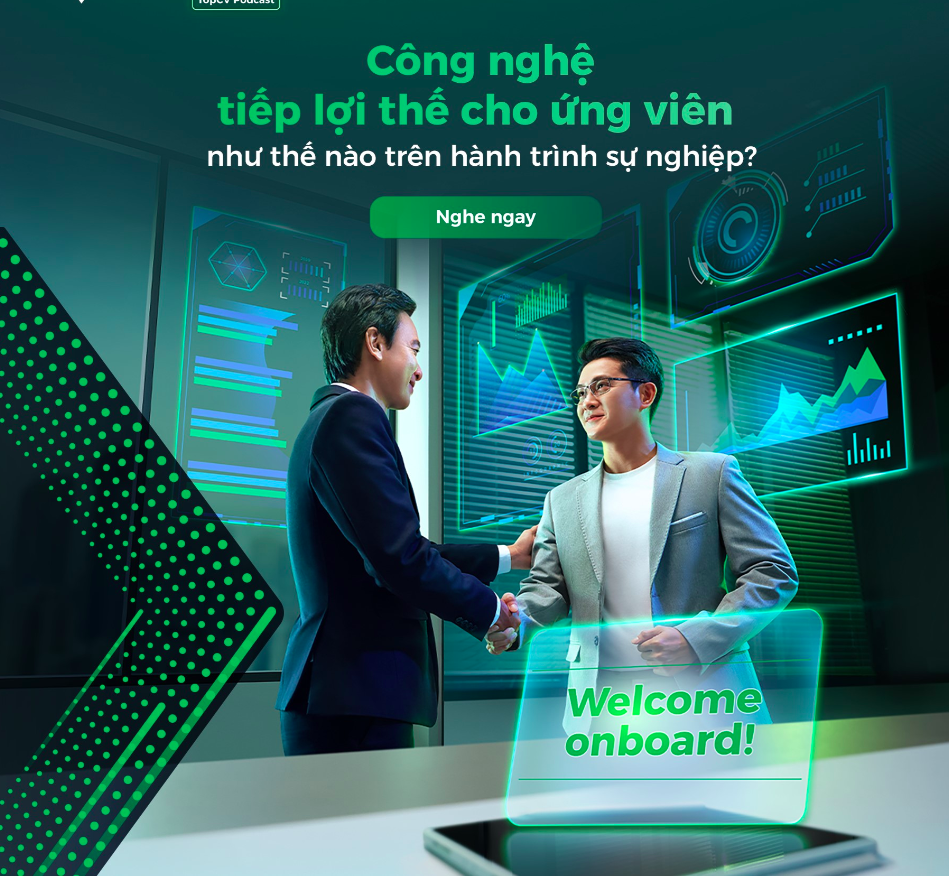 TopCV Podcast
Công nghệ
tiếp lợi thế cho ứng viên
như thế nào trên hành trình sự nghiệp?
Nghe ngay
Welcome
onboard!